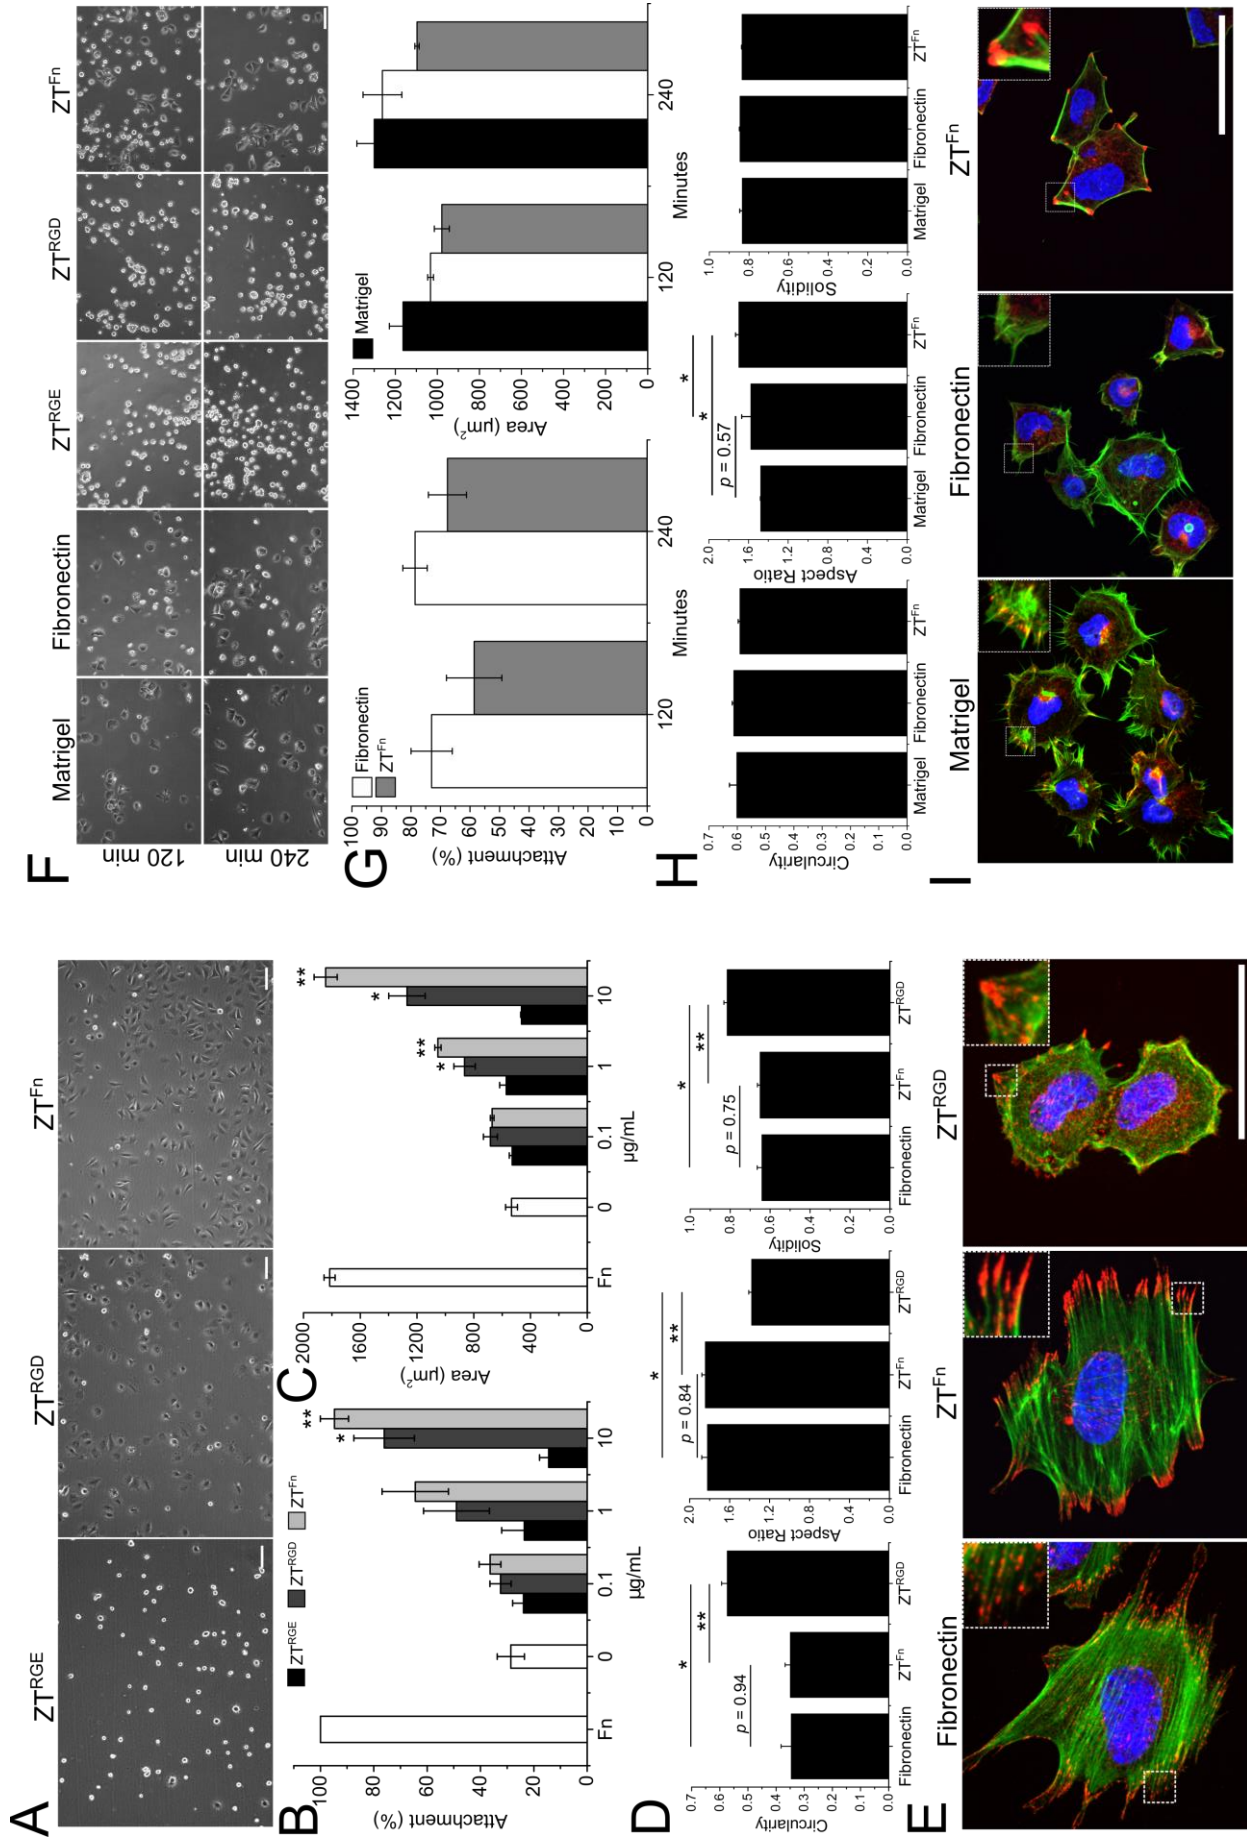 A
ZT^RGE ZT^RGD ZT^Fn
B
ZT^RGE ZT^RGD ZT^Fn
Attachment (%)
100
80
60
40
20
0
Fn 0 0.1 1 10
µg/mL
* **
C
Area (µm²)
2000
1600
1200
800
400
0
Fn 0 0.1 1 10
µg/mL
* ** * **
D
Circularity
0.7
0.6
0.5
0.4
0.3
0.2
0.1
0.0
*
**
p = 0.94
Fibronectin ZT^Fn ZT^RGD
Aspect Ratio
2.0
1.6
1.2
0.8
0.4
0.0
*
**
p = 0.84
Fibronectin ZT^Fn ZT^RGD
Solidity
1.0
0.8
0.6
0.4
0.2
0.0
*
**
p = 0.75
Fibronectin ZT^Fn ZT^RGD
E
Fibronectin ZT^Fn ZT^RGD
F
Matrigel Fibronectin ZT^RGE ZT^RGD ZT^Fn
120 min
240 min
G
Fibronectin
ZT^Fn
Attachment (%)
100
90
80
70
60
50
40
30
20
10
0
120 240
Minutes
Matrigel
Area (µm²)
1400
1200
1000
800
600
400
200
0
120 240
Minutes
H
Circularity
0.7
0.6
0.5
0.4
0.3
0.2
0.1
0.0
Matrigel Fibronectin ZT^Fn
Aspect Ratio
2.0
1.6
1.2
0.8
0.4
0.0
*
*
p = 0.57
Matrigel Fibronectin ZT^Fn
Solidity
1.0
0.8
0.6
0.4
0.2
0.0
Matrigel Fibronectin ZT^Fn
I
Matrigel Fibronectin ZT^Fn